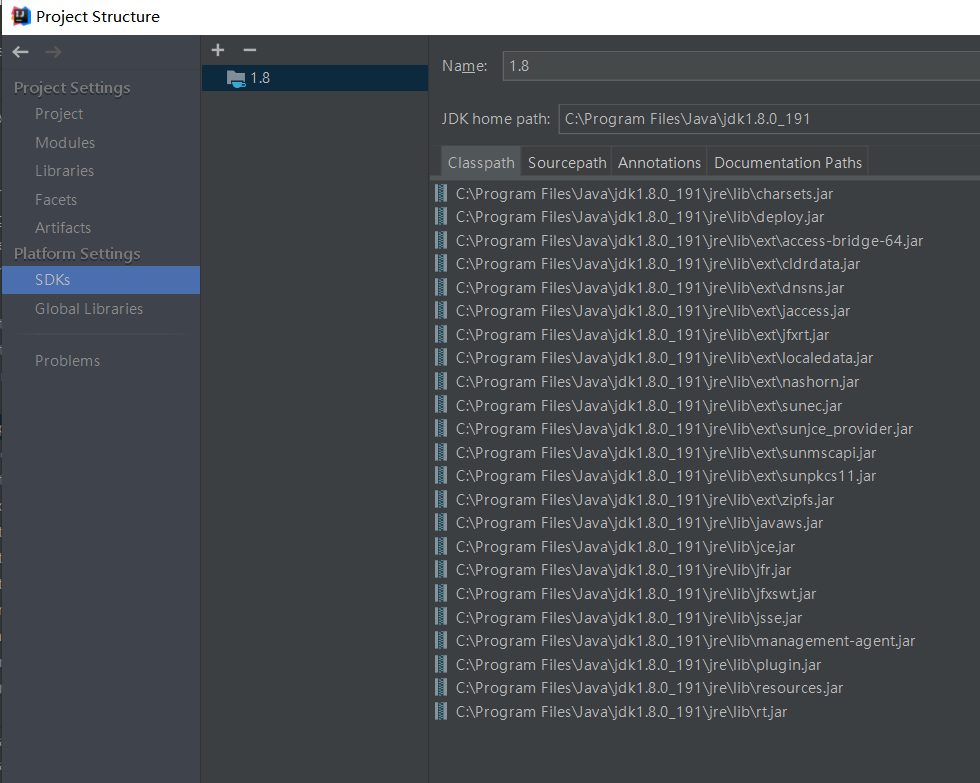 Project Structure
Project Settings
Project
Modules
Libraries
Facets
Artifacts
Platform Settings
SDKs
Global Libraries
Problems
1.8
Name: 1.8
JDK home path: C:\Program Files\Java\jdk1.8.0_191
Classpath Sourcepath Annotations Documentation Paths
C:\Program Files\Java\jdk1.8.0_191\jre\lib\charsets.jar
C:\Program Files\Java\jdk1.8.0_191\jre\lib\deploy.jar
C:\Program Files\Java\jdk1.8.0_191\jre\lib\ext\access-bridge-64.jar
C:\Program Files\Java\jdk1.8.0_191\jre\lib\ext\cldrdata.jar
C:\Program Files\Java\jdk1.8.0_191\jre\lib\ext\dnsns.jar
C:\Program Files\Java\jdk1.8.0_191\jre\lib\ext\jaccess.jar
C:\Program Files\Java\jdk1.8.0_191\jre\lib\ext\jfxrt.jar
C:\Program Files\Java\jdk1.8.0_191\jre\lib\ext\localedata.jar
C:\Program Files\Java\jdk1.8.0_191\jre\lib\ext\nashorn.jar
C:\Program Files\Java\jdk1.8.0_191\jre\lib\ext\sunec.jar
C:\Program Files\Java\jdk1.8.0_191\jre\lib\ext\sunjce_provider.jar
C:\Program Files\Java\jdk1.8.0_191\jre\lib\ext\sunmscapi.jar
C:\Program Files\Java\jdk1.8.0_191\jre\lib\ext\sunpkcs11.jar
C:\Program Files\Java\jdk1.8.0_191\jre\lib\ext\zipfs.jar
C:\Program Files\Java\jdk1.8.0_191\jre\lib\javaws.jar
C:\Program Files\Java\jdk1.8.0_191\jre\lib\jce.jar
C:\Program Files\Java\jdk1.8.0_191\jre\lib\jfr.jar
C:\Program Files\Java\jdk1.8.0_191\jre\lib\jfxswt.jar
C:\Program Files\Java\jdk1.8.0_191\jre\lib\jsse.jar
C:\Program Files\Java\jdk1.8.0_191\jre\lib\management-agent.jar
C:\Program Files\Java\jdk1.8.0_191\jre\lib\plugin.jar
C:\Program Files\Java\jdk1.8.0_191\jre\lib\resources.jar
C:\Program Files\Java\jdk1.8.0_191\jre\lib\rt.jar